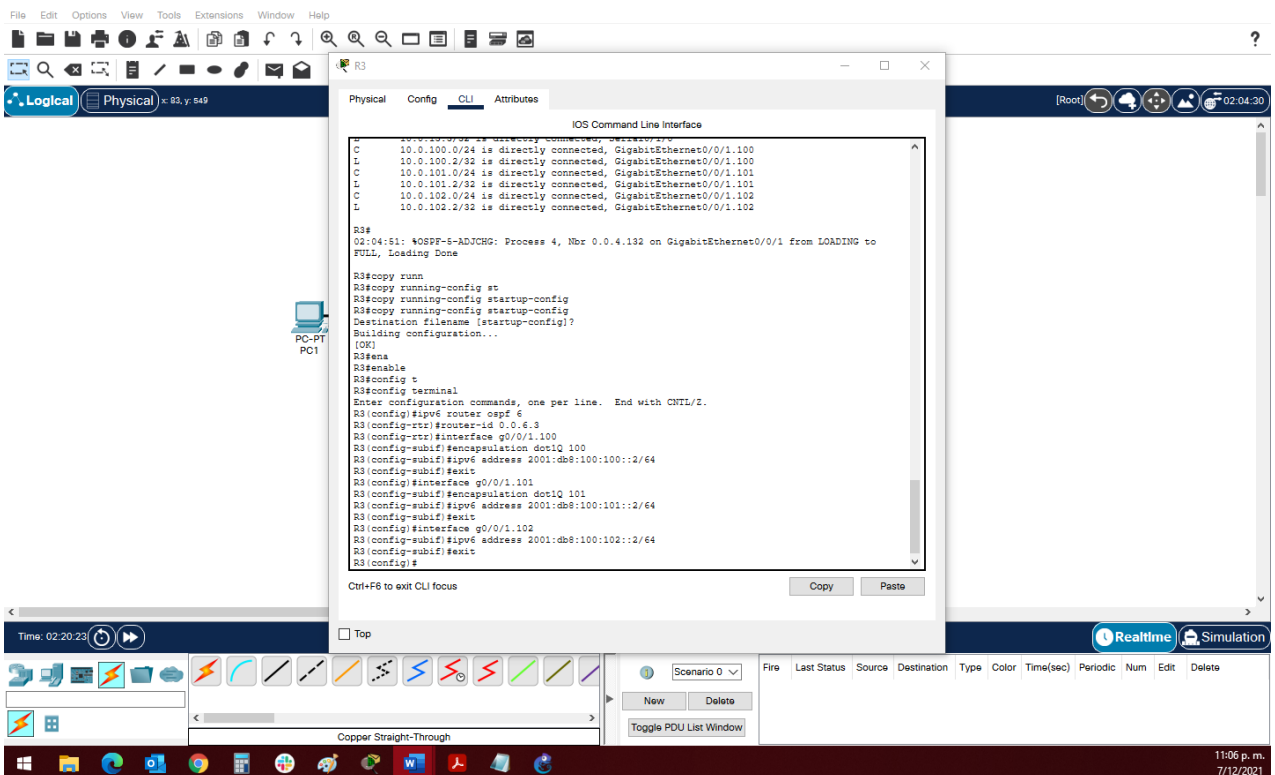 File Edit Options View Tools Extensions Window Help
?
R3
Logical
Physical x: 83, y: 549
[Root]
02:04:30
Physical Config CLI Attributes
IOS Command Line Interface
C 10.0.100.0/24 is directly connected, GigabitEthernet0/0/1.100
L 10.0.100.2/32 is directly connected, GigabitEthernet0/0/1.100
C 10.0.101.0/24 is directly connected, GigabitEthernet0/0/1.101
L 10.0.101.2/32 is directly connected, GigabitEthernet0/0/1.101
C 10.0.102.0/24 is directly connected, GigabitEthernet0/0/1.102
L 10.0.102.2/32 is directly connected, GigabitEthernet0/0/1.102
R3#
02:04:51: %OSPF-5-ADJCHG: Process 4, Nbr 0.0.4.132 on GigabitEthernet0/0/1 from LOADING to
FULL, Loading Done
R3#copy runn
R3#copy running-config st
R3#copy running-config startup-config
R3#copy running-config startup-config
Destination filename [startup-config]?
Building configuration...
[OK]
R3#ena
R3#enable
R3#config t
R3#config terminal
Enter configuration commands, one per line. End with CNTL/Z.
R3(config)#ipv6 router ospf 6
R3(config-rtr)#router-id 0.0.6.3
R3(config-rtr)#interface g0/0/1.100
R3(config-subif)#encapsulation dot1Q 100
R3(config-subif)#ipv6 address 2001:db8:100:100::2/64
R3(config-subif)#exit
R3(config)#interface g0/0/1.101
R3(config-subif)#encapsulation dot1Q 101
R3(config-subif)#ipv6 address 2001:db8:100:101::2/64
R3(config-subif)#exit
R3(config)#interface g0/0/1.102
R3(config-subif)#ipv6 address 2001:db8:100:102::2/64
R3(config-subif)#exit
R3(config)#
PC-PT
PC1
Ctrl+F6 to exit CLI focus
Copy
Paste
Top
Time: 02:20:23
Realtime
Simulation
Scenario 0
New
Delete
Toggle PDU List Window
Fire Last Status Source Destination Type Color Time(sec) Periodic Num Edit Delete
Copper Straight-Through
11:06 p. m.
7/12/2021